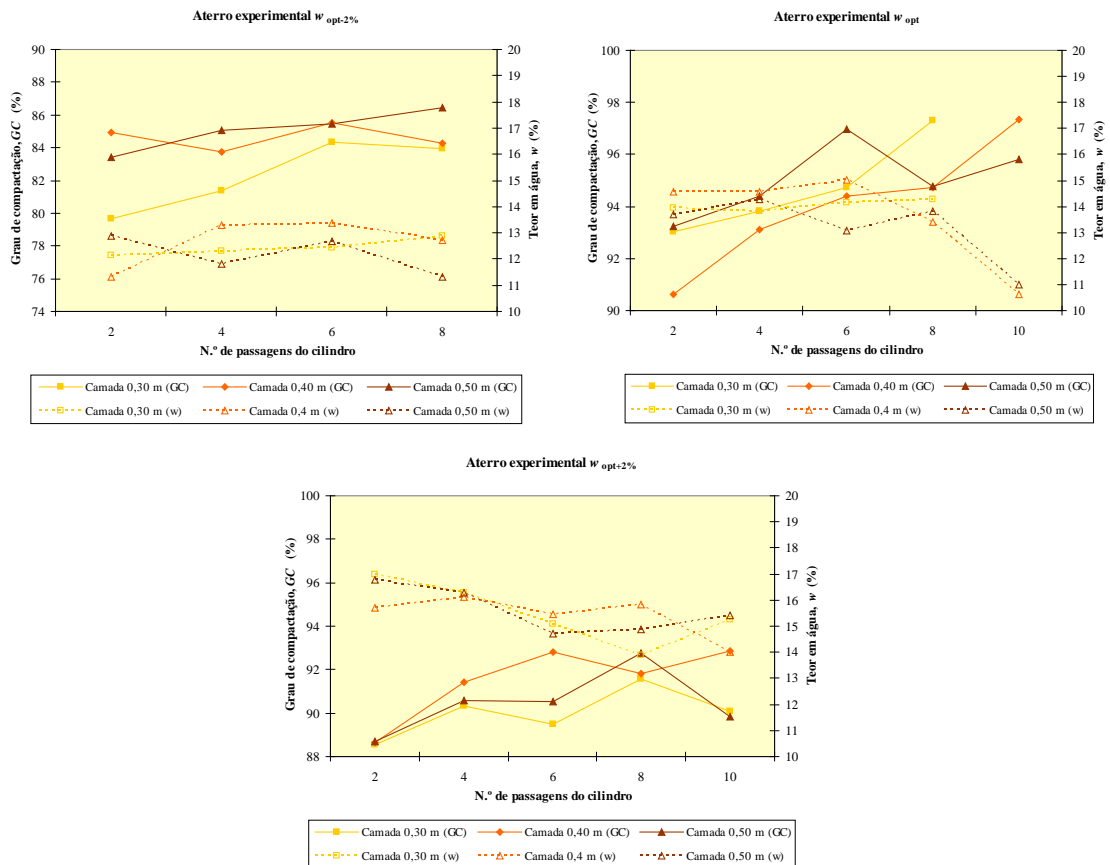 Aterro experimental w opt-2%
Grau de compactação, GC (%)
90
88
86
84
82
80
78
76
74
20
19
18
17
16
15
14
13
12
11
10
Teor em água, w (%)
2 4 6 8
N.º de passagens do cilindro
Camada 0,30 m (GC) Camada 0,40 m (GC) Camada 0,50 m (GC)
Camada 0,30 m (w) Camada 0,4 m (w) Camada 0,50 m (w)
Aterro experimental w opt
Grau de compactação, GC (%)
100
98
96
94
92
90
20
19
18
17
16
15
14
13
12
11
10
Teor em água, w (%)
2 4 6 8 10
N.º de passagens do cilindro
Camada 0,30 m (GC) Camada 0,40 m (GC) Camada 0,50 m (GC)
Camada 0,30 m (w) Camada 0,4 m (w) Camada 0,50 m (w)
Aterro experimental w opt+2%
Grau de compactação, GC (%)
100
98
96
94
92
90
88
20
19
18
17
16
15
14
13
12
11
10
Teor em água, w (%)
2 4 6 8 10
N.º de passagens do cilindro
Camada 0,30 m (GC) Camada 0,40 m (GC) Camada 0,50 m (GC)
Camada 0,30 m (w) Camada 0,4 m (w) Camada 0,50 m (w)